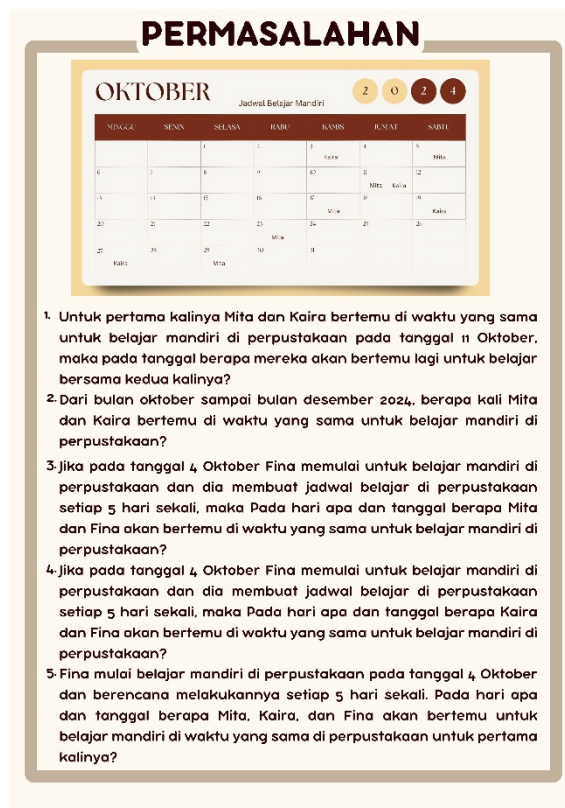 PERMASALAHAN
OKTOBER
Jadwal Belajar Mandiri
2 0 2 4
MINGGU SENIN SELASA RABU KAMIS JUMAT SABTU
1 2 3 4 5
Kaira Mita
6 7 8 9 10 11 12
Mita Kaira
13 14 15 16 17 18 19
Mita Kaira
20 21 22 23 24 25 26
Mita
27 28 29 30 31
Kaira Mita
1. Untuk pertama kalinya Mita dan Kaira bertemu di waktu yang sama
untuk belajar mandiri di perpustakaan pada tanggal 11 Oktober,
maka pada tanggal berapa mereka akan bertemu lagi untuk belajar
bersama kedua kalinya?
2. Dari bulan oktober sampai bulan desember 2024, berapa kali Mita
dan Kaira bertemu di waktu yang sama untuk belajar mandiri di
perpustakaan?
3. Jika pada tanggal 4 Oktober Fina memulai untuk belajar mandiri di
perpustakaan dan dia membuat jadwal belajar di perpustakaan
setiap 5 hari sekali, maka Pada hari apa dan tanggal berapa Mita
dan Fina akan bertemu di waktu yang sama untuk belajar mandiri di
perpustakaan?
4. Jika pada tanggal 4 Oktober Fina memulai untuk belajar mandiri di
perpustakaan dan dia membuat jadwal belajar di perpustakaan
setiap 5 hari sekali, maka Pada hari apa dan tanggal berapa Kaira
dan Fina akan bertemu di waktu yang sama untuk belajar mandiri di
perpustakaan?
5. Fina mulai belajar mandiri di perpustakaan pada tanggal 4 Oktober
dan berencana melakukannya setiap 5 hari sekali. Pada hari apa
dan tanggal berapa Mita, Kaira, dan Fina akan bertemu untuk
belajar mandiri di waktu yang sama di perpustakaan untuk pertama
kalinya?